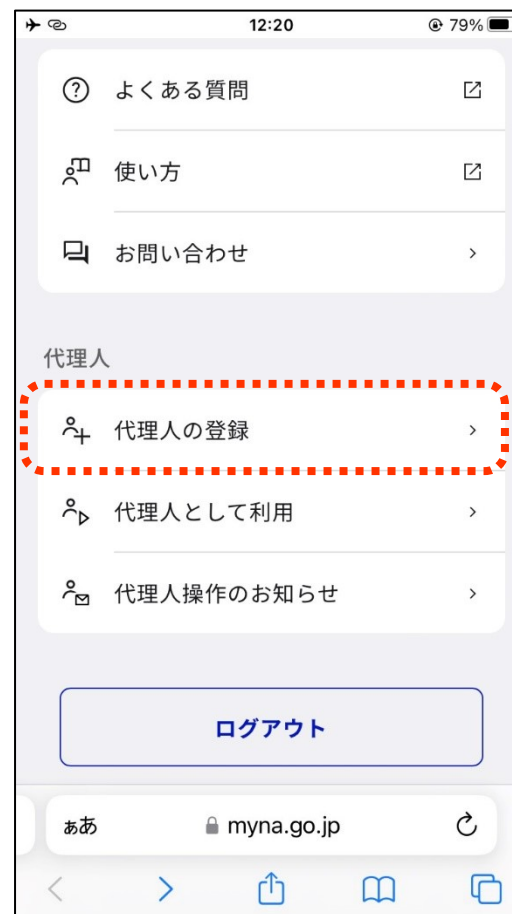 12:20
79%
よくある質問
使い方
お問い合わせ
代理人
代理人の登録
代理人として利用
代理人操作のお知らせ
ログアウト
ぁあ
myna.go.jp